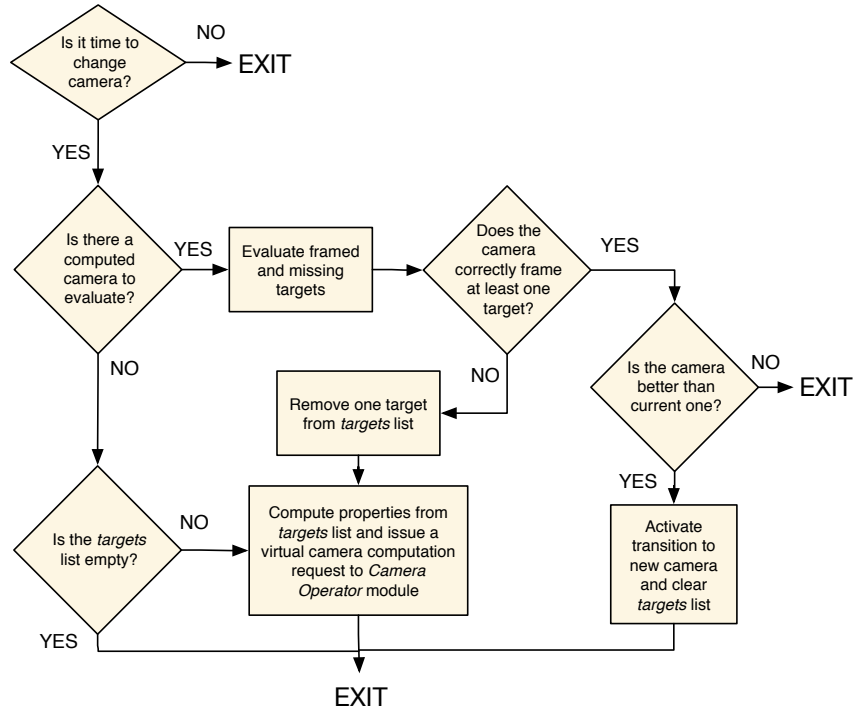 Is it time to
change
camera?
NO
EXIT
YES
Is there a
computed
camera to
evaluate?
YES
Evaluate framed
and missing
targets
Does the
camera
correctly frame
at least one
target?
YES
NO
NO
Is the camera
better than
current one?
NO
EXIT
Remove one target
from targets list
YES
Is the targets
list empty?
NO
Compute properties from
targets list and issue a
virtual camera computation
request to Camera
Operator module
Activate
transition to
new camera
and clear
targets list
YES
EXIT